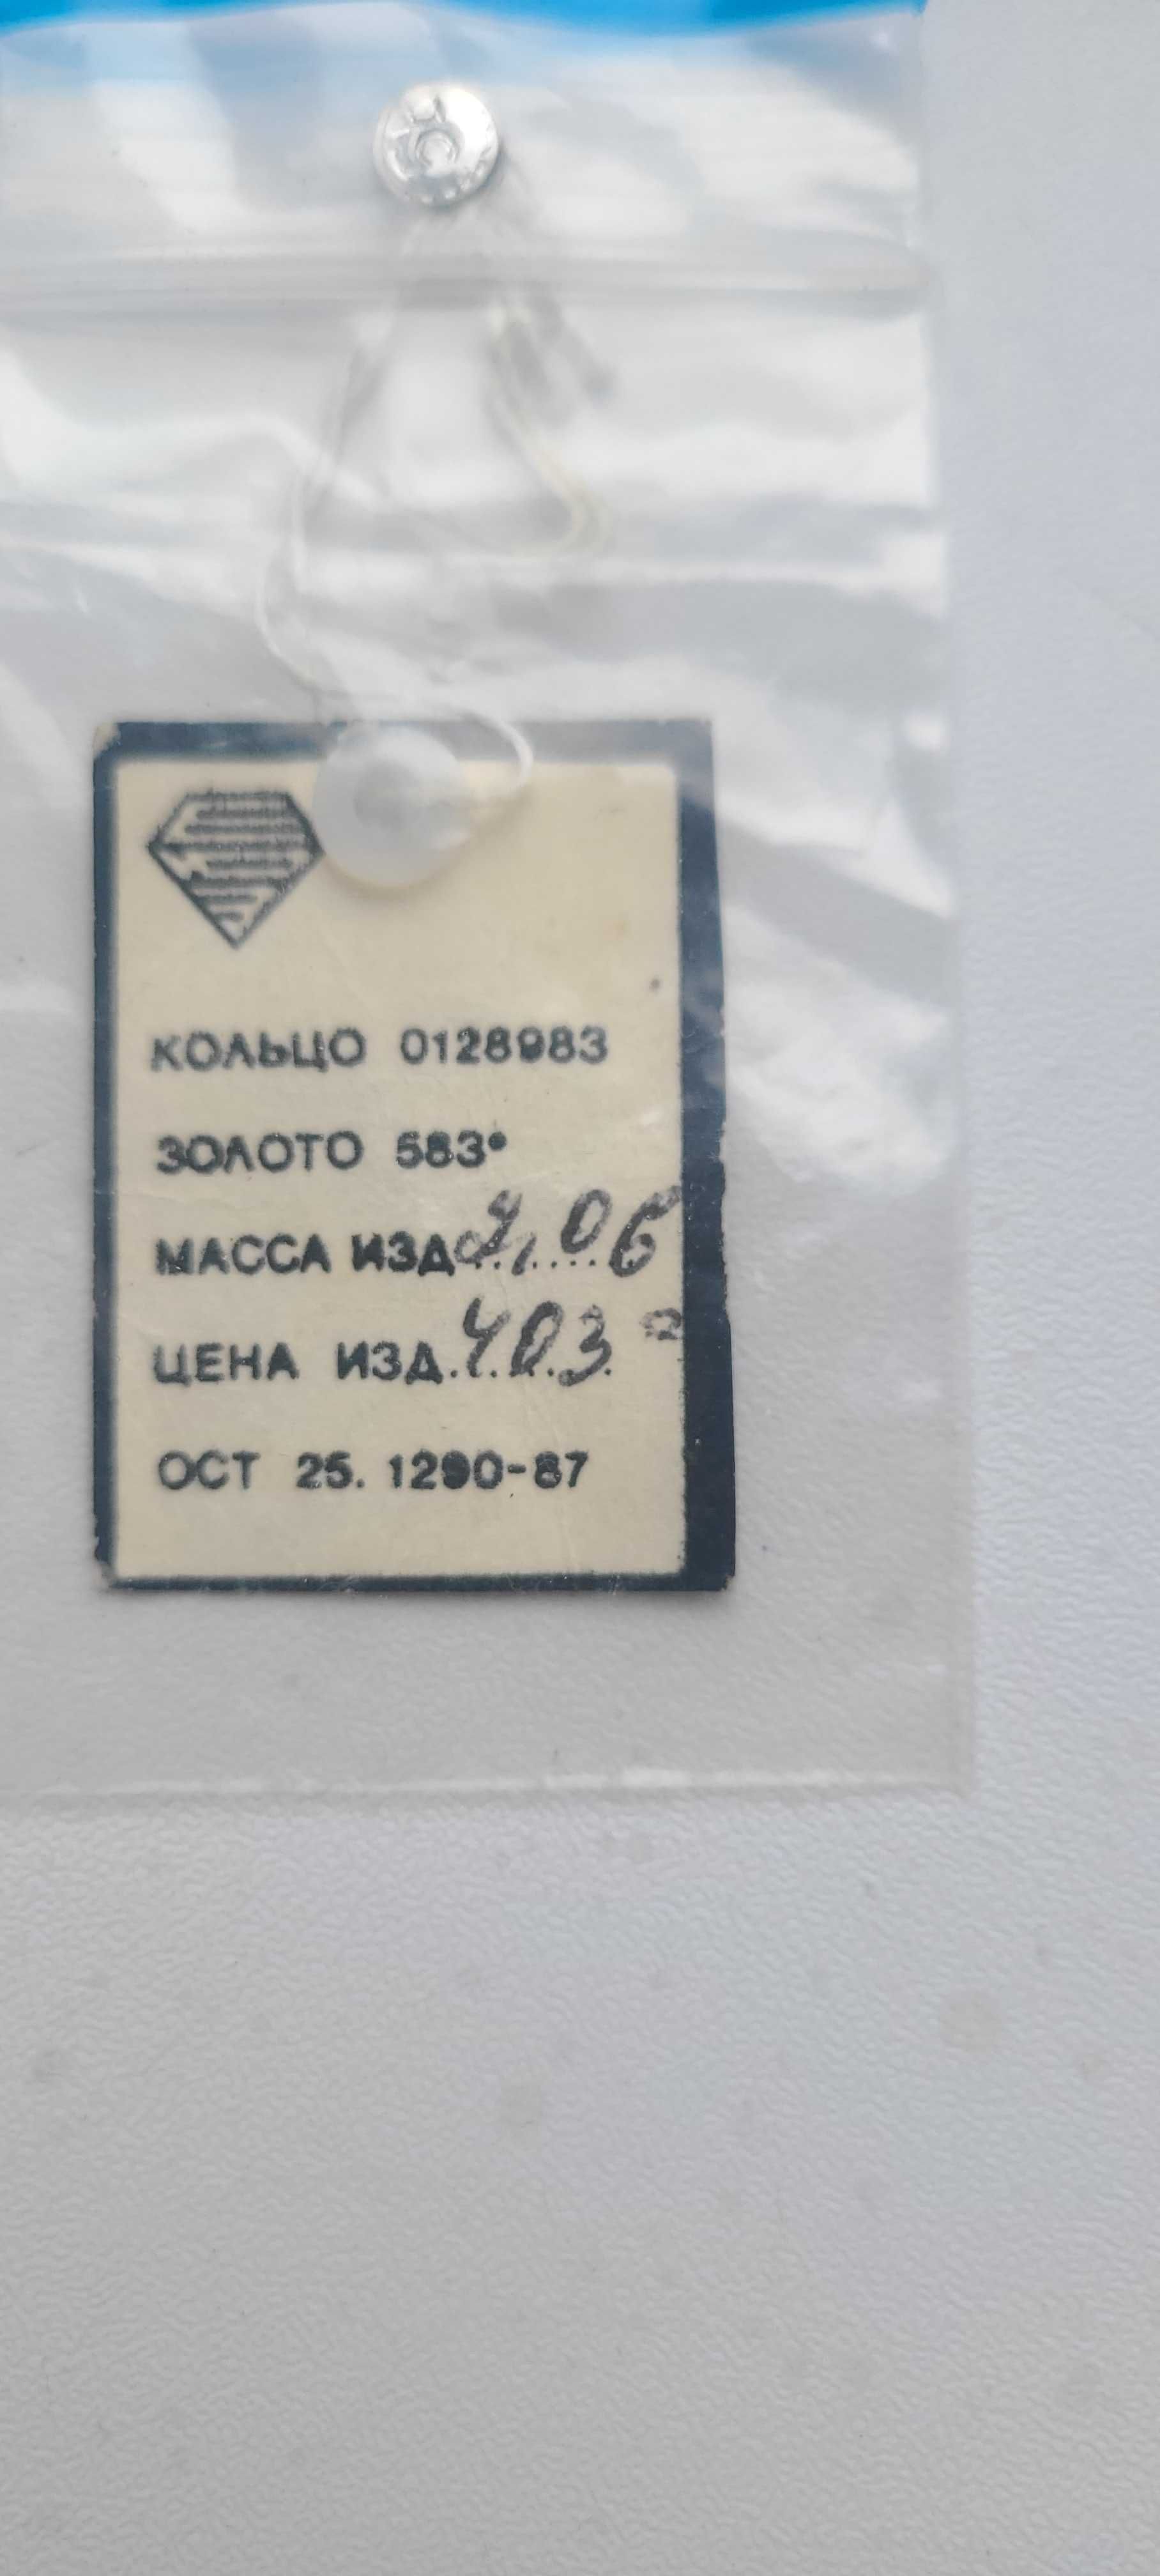 КОЛЬЦО 0128983
ЗОЛОТО 583°
МАССА ИЗД. 2,06
ЦЕНА ИЗД. 403
ОСТ 25. 1290-87